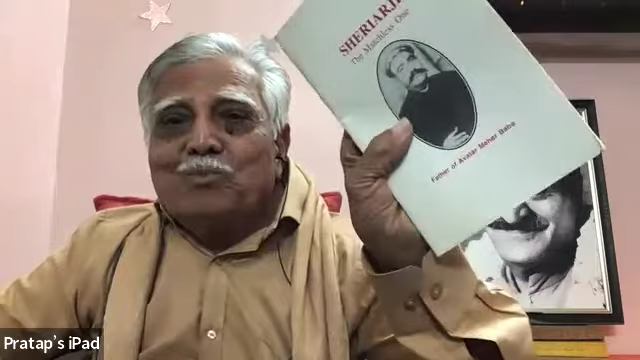 SHERIARJI
The Matchless One
Father of Avatar Meher Baba
Pratap's iPad